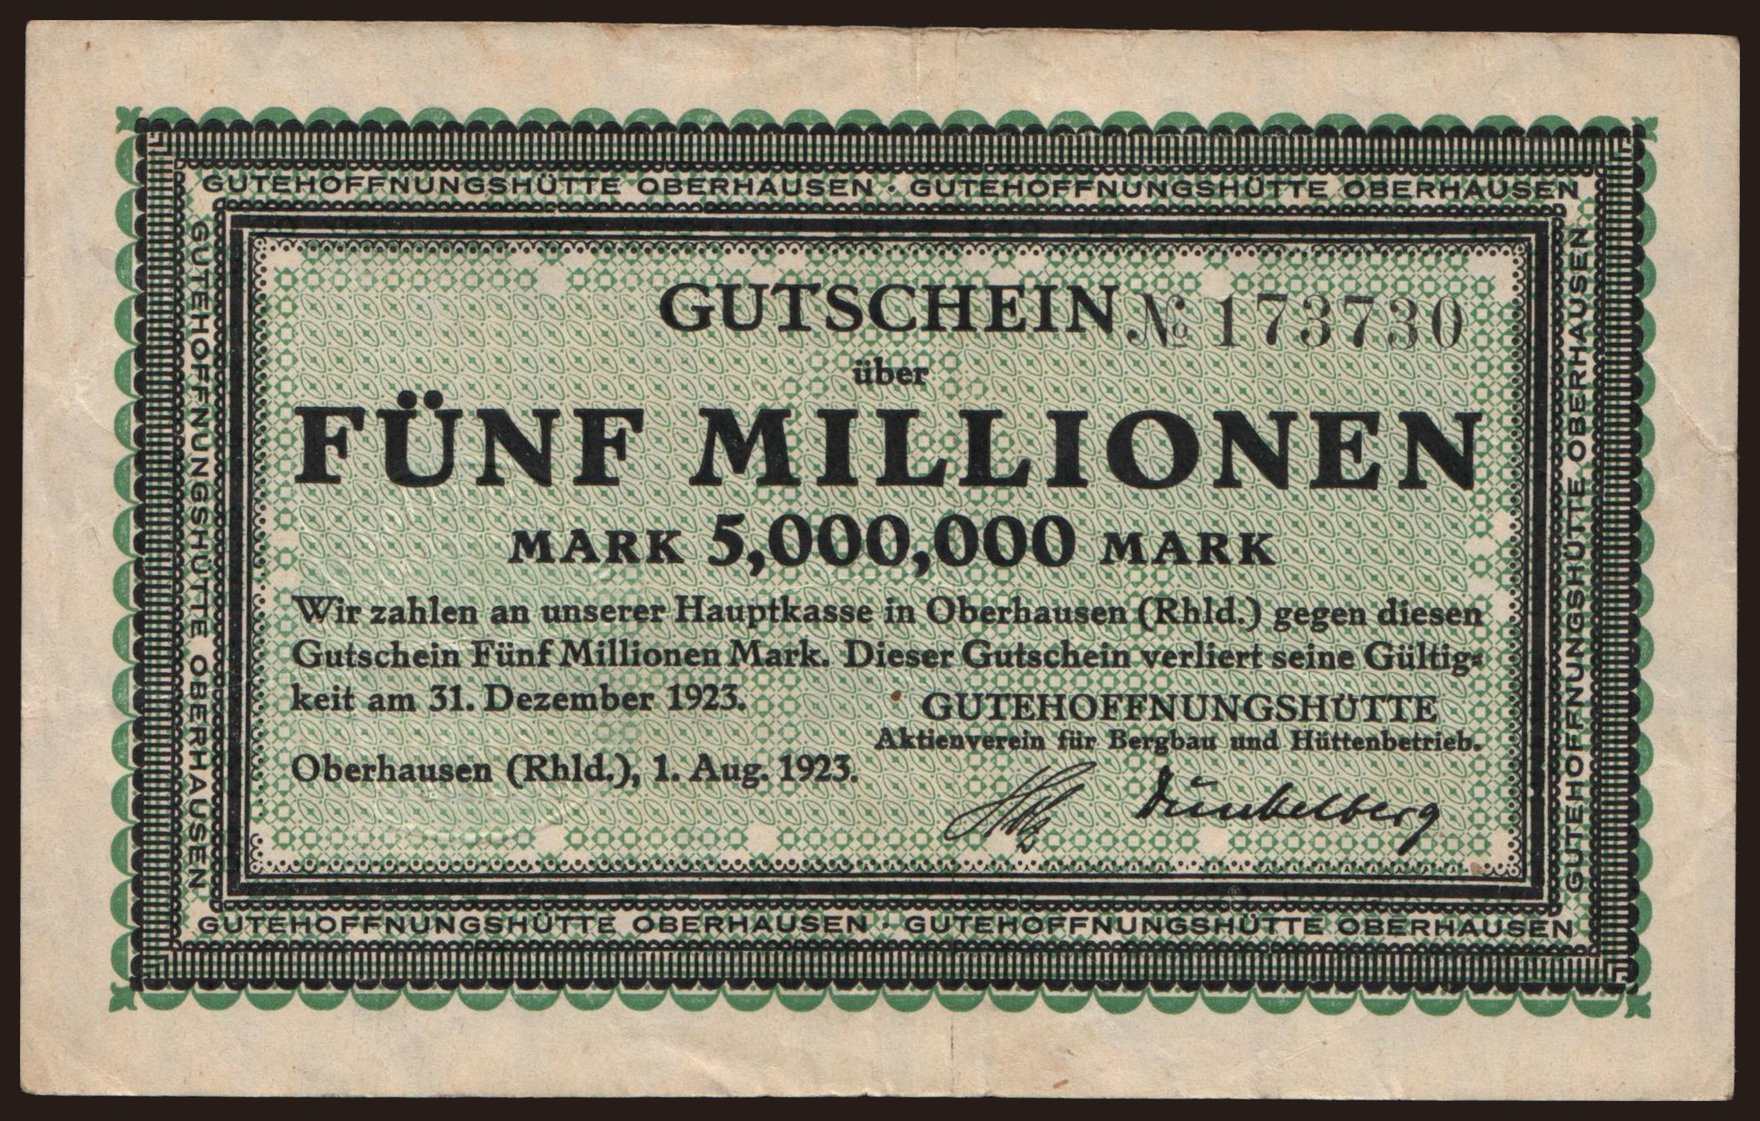 GUTEHOFFNUNGSHÜTTE OBERHAUSEN · GUTEHOFFNUNGSHÜTTE OBERHAUSEN
GUTEHOFFNUNGSHÜTTE OBERHAUSEN
GUTSCHEIN № 173730
über
FÜNF MILLIONEN
MARK 5,000,000 MARK
Wir zahlen an unserer Hauptkasse in Oberhausen (Rhld.) gegen diesen
Gutschein Fünf Millionen Mark. Dieser Gutschein verliert seine Gültig-
keit am 31. Dezember 1923.
GUTEHOFFNUNGSHÜTTE
Aktienverein für Bergbau und Hüttenbetrieb.
Oberhausen (Rhld.), 1. Aug. 1923.
Dunkelberg
GUTEHOFFNUNGSHÜTTE OBERHAUSEN
GUTEHOFFNUNGSHÜTTE OBERHAUSEN · GUTEHOFFNUNGSHÜTTE OBERHAUSEN